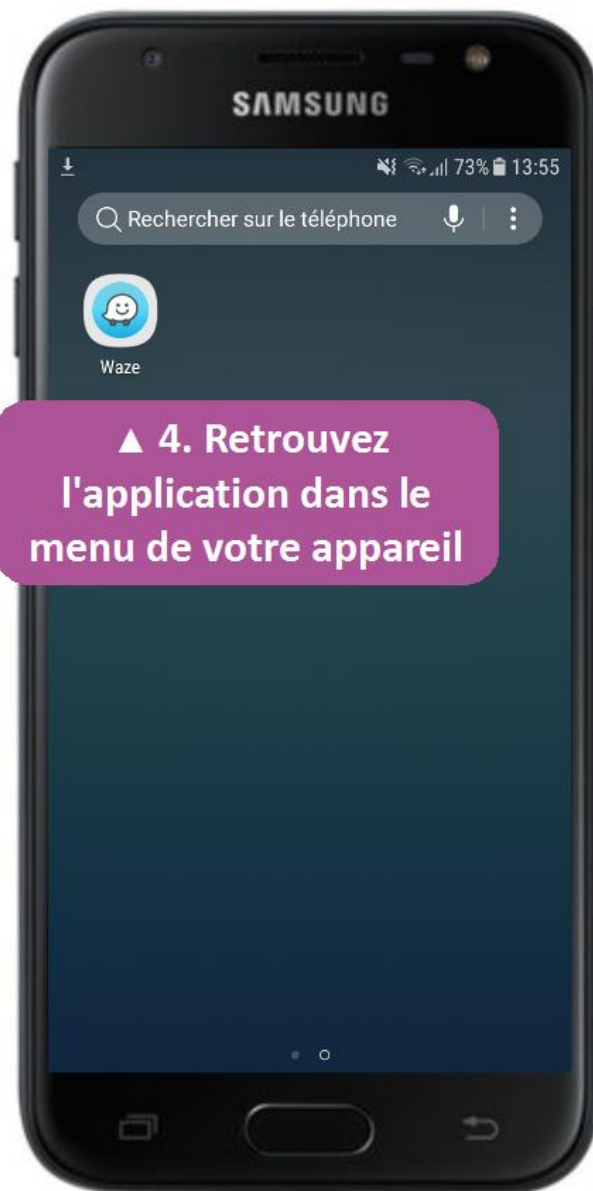 SAMSUNG
73% 13:55
Rechercher sur le téléphone
Waze
▲ 4. Retrouvez
l'application dans le
menu de votre appareil